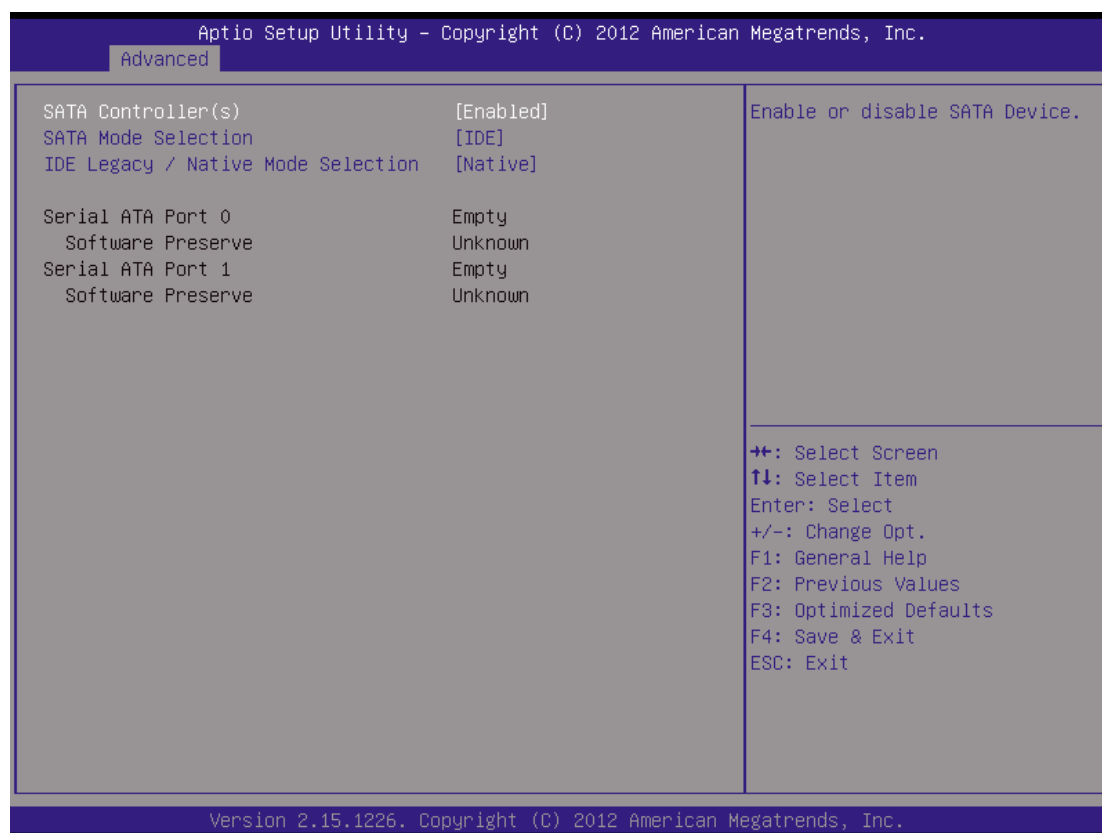 Aptio Setup Utility – Copyright (C) 2012 American Megatrends, Inc.
Advanced
SATA Controller(s) [Enabled]
SATA Mode Selection [IDE]
IDE Legacy / Native Mode Selection [Native]
Serial ATA Port 0 Empty
Software Preserve Unknown
Serial ATA Port 1 Empty
Software Preserve Unknown
Enable or disable SATA Device.
→←: Select Screen
↑↓: Select Item
Enter: Select
+/-: Change Opt.
F1: General Help
F2: Previous Values
F3: Optimized Defaults
F4: Save & Exit
ESC: Exit
Version 2.15.1226. Copyright (C) 2012 American Megatrends, Inc.